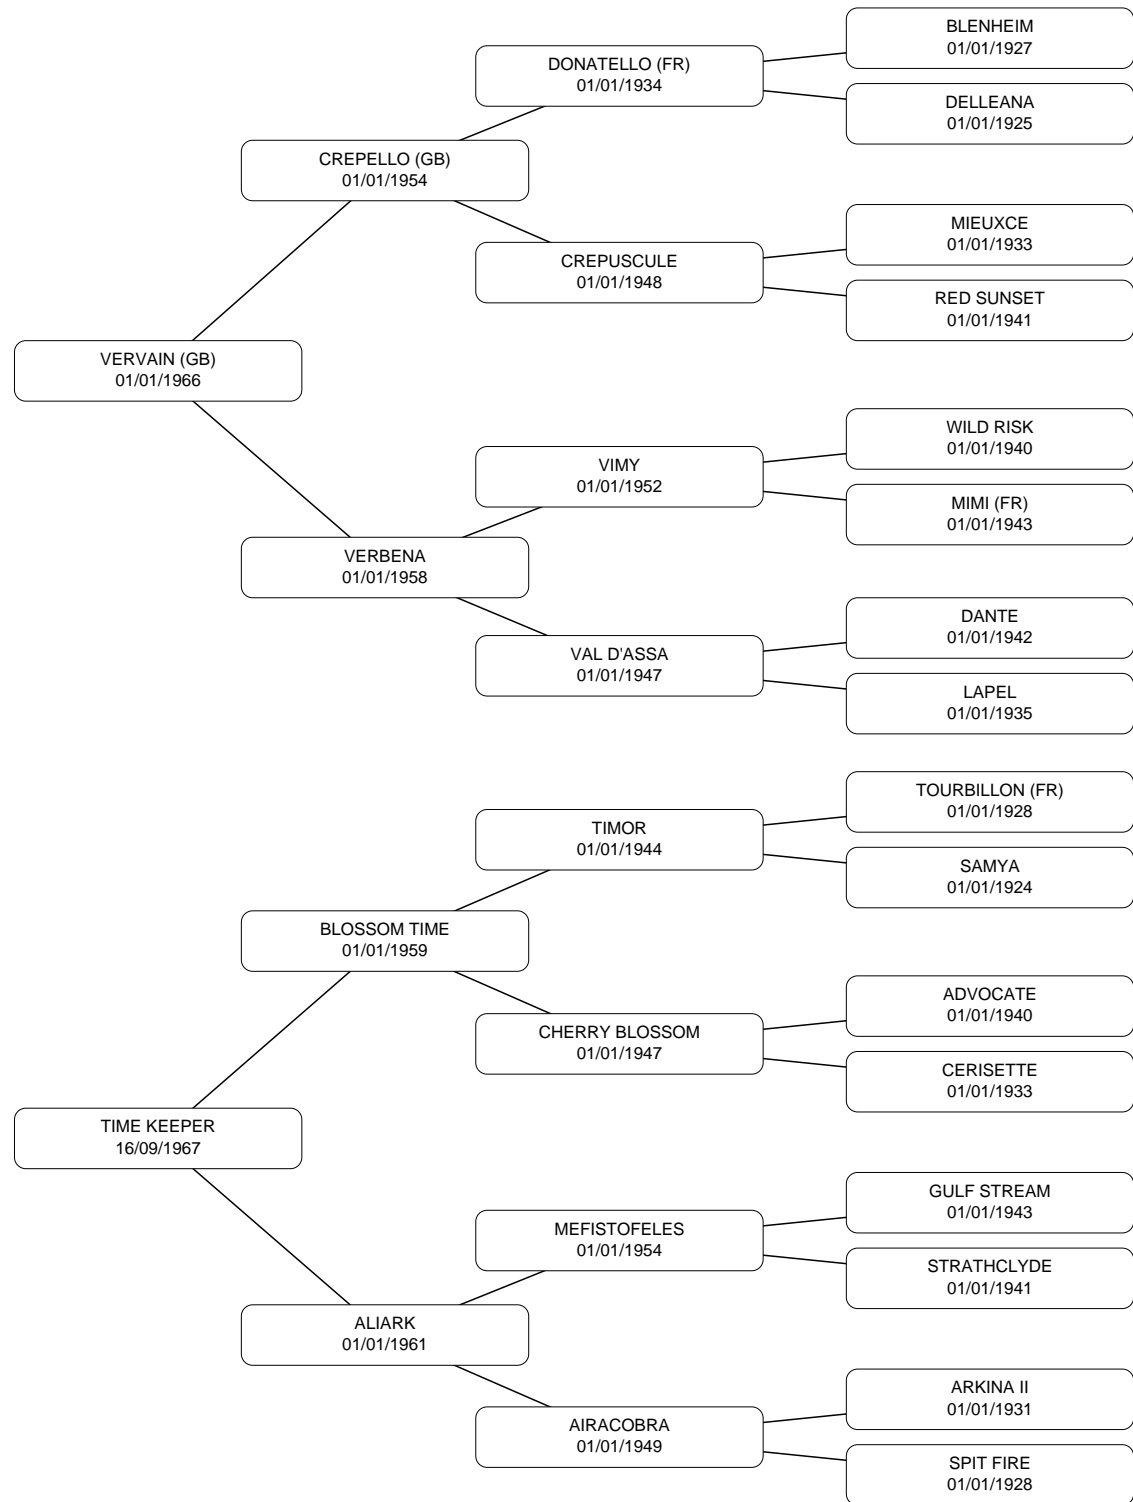 BLENHEIM
01/01/1927
DONATELLO (FR)
01/01/1934
DELLEANA
01/01/1925
CREPELLO (GB)
01/01/1954
MIEUXCE
01/01/1933
CREPUSCULE
01/01/1948
RED SUNSET
01/01/1941
VERVAIN (GB)
01/01/1966
WILD RISK
01/01/1940
VIMY
01/01/1952
MIMI (FR)
01/01/1943
VERBENA
01/01/1958
DANTE
01/01/1942
VAL D'ASSA
01/01/1947
LAPEL
01/01/1935
TOURBILLON (FR)
01/01/1928
TIMOR
01/01/1944
SAMYA
01/01/1924
BLOSSOM TIME
01/01/1959
ADVOCATE
01/01/1940
CHERRY BLOSSOM
01/01/1947
CERISETTE
01/01/1933
TIME KEEPER
16/09/1967
GULF STREAM
01/01/1943
MEFISTOFELES
01/01/1954
STRATHCLYDE
01/01/1941
ALIARK
01/01/1961
ARKINA II
01/01/1931
AIRACOBRA
01/01/1949
SPIT FIRE
01/01/1928